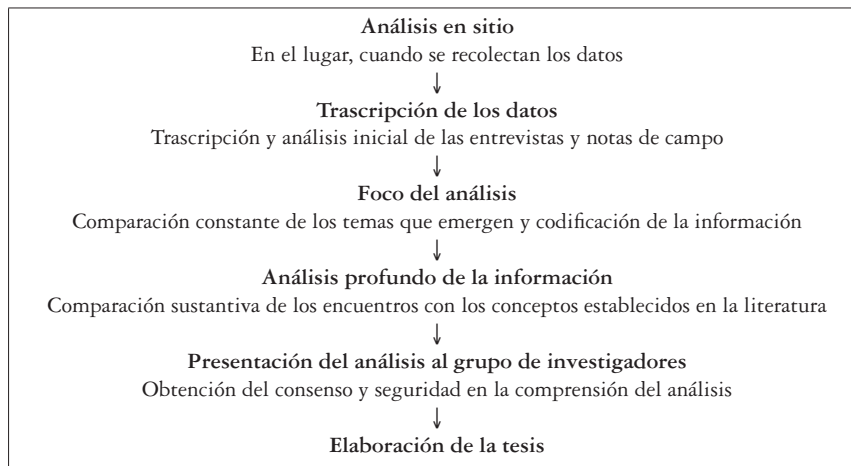 Análisis en sitio
En el lugar, cuando se recolectan los datos
↓
Trascripción de los datos
Trascripción y análisis inicial de las entrevistas y notas de campo
↓
Foco del análisis
Comparación constante de los temas que emergen y codificación de la información
↓
Análisis profundo de la información
Comparación sustantiva de los encuentros con los conceptos establecidos en la literatura
↓
Presentación del análisis al grupo de investigadores
Obtención del consenso y seguridad en la comprensión del análisis
↓
Elaboración de la tesis